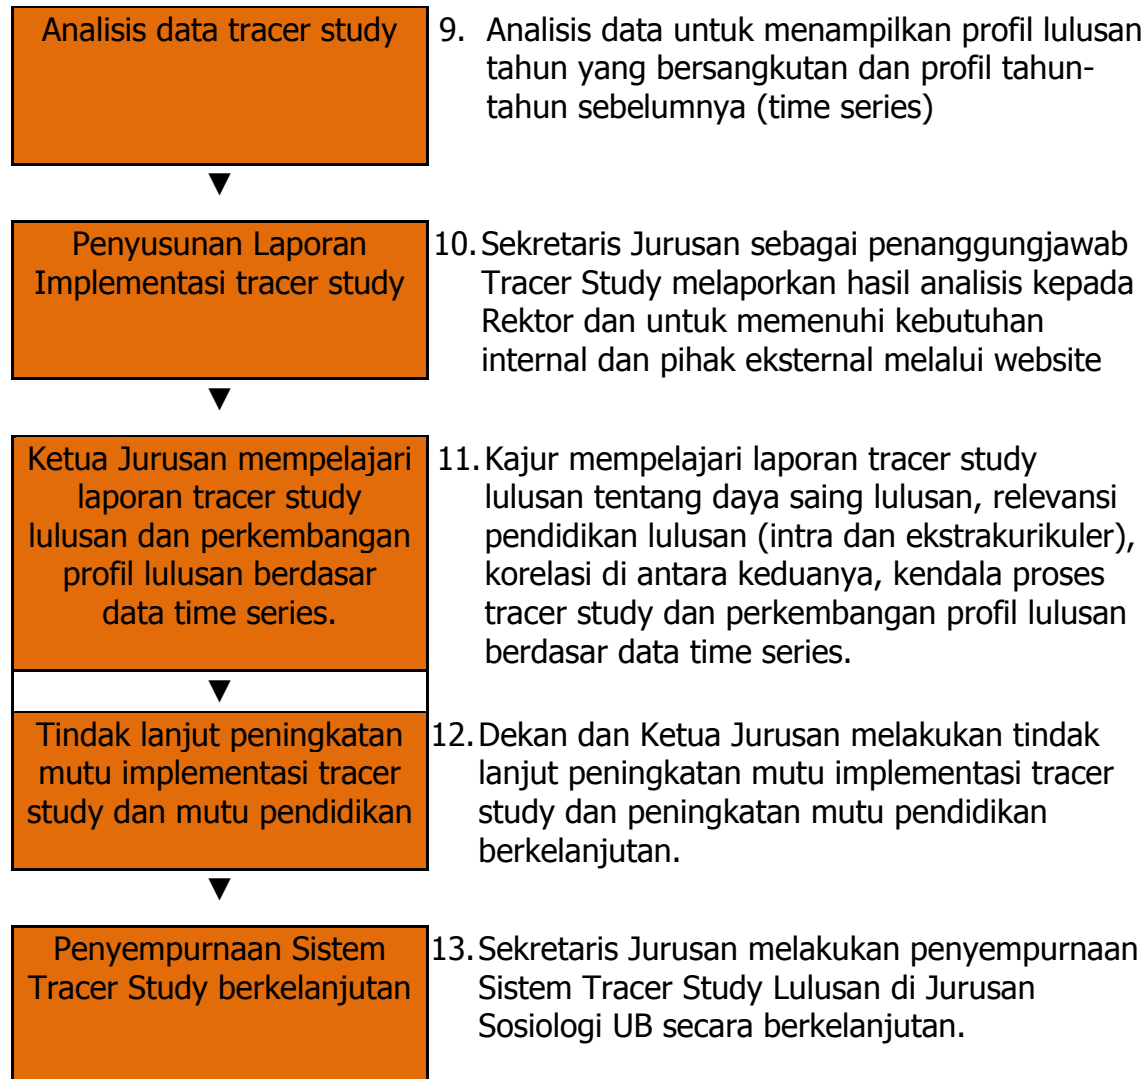 Analisis data tracer study
9. Analisis data untuk menampilkan profil lulusan
tahun yang bersangkutan dan profil tahun-
tahun sebelumnya (time series)
▼
Penyusunan Laporan
Implementasi tracer study
10. Sekretaris Jurusan sebagai penanggungjawab
Tracer Study melaporkan hasil analisis kepada
Rektor dan untuk memenuhi kebutuhan
internal dan pihak eksternal melalui website
▼
Ketua Jurusan mempelajari
laporan tracer study
lulusan dan perkembangan
profil lulusan berdasar
data time series.
11. Kajur mempelajari laporan tracer study
lulusan tentang daya saing lulusan, relevansi
pendidikan lulusan (intra dan ekstrakurikuler),
korelasi di antara keduanya, kendala proses
tracer study dan perkembangan profil lulusan
berdasar data time series.
▼
Tindak lanjut peningkatan
mutu implementasi tracer
study dan mutu pendidikan
12. Dekan dan Ketua Jurusan melakukan tindak
lanjut peningkatan mutu implementasi tracer
study dan peningkatan mutu pendidikan
berkelanjutan.
▼
Penyempurnaan Sistem
Tracer Study berkelanjutan
13. Sekretaris Jurusan melakukan penyempurnaan
Sistem Tracer Study Lulusan di Jurusan
Sosiologi UB secara berkelanjutan.